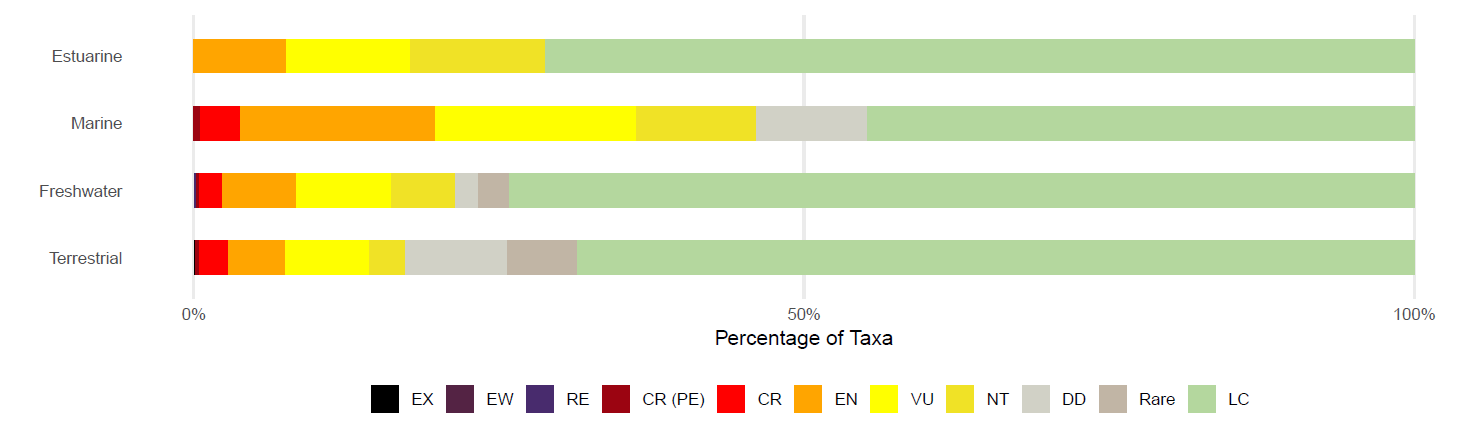 Estuarine
Marine
Freshwater
Terrestrial
0% 50% 100%
Percentage of Taxa
EX EW RE CR (PE) CR EN VU NT DD Rare LC